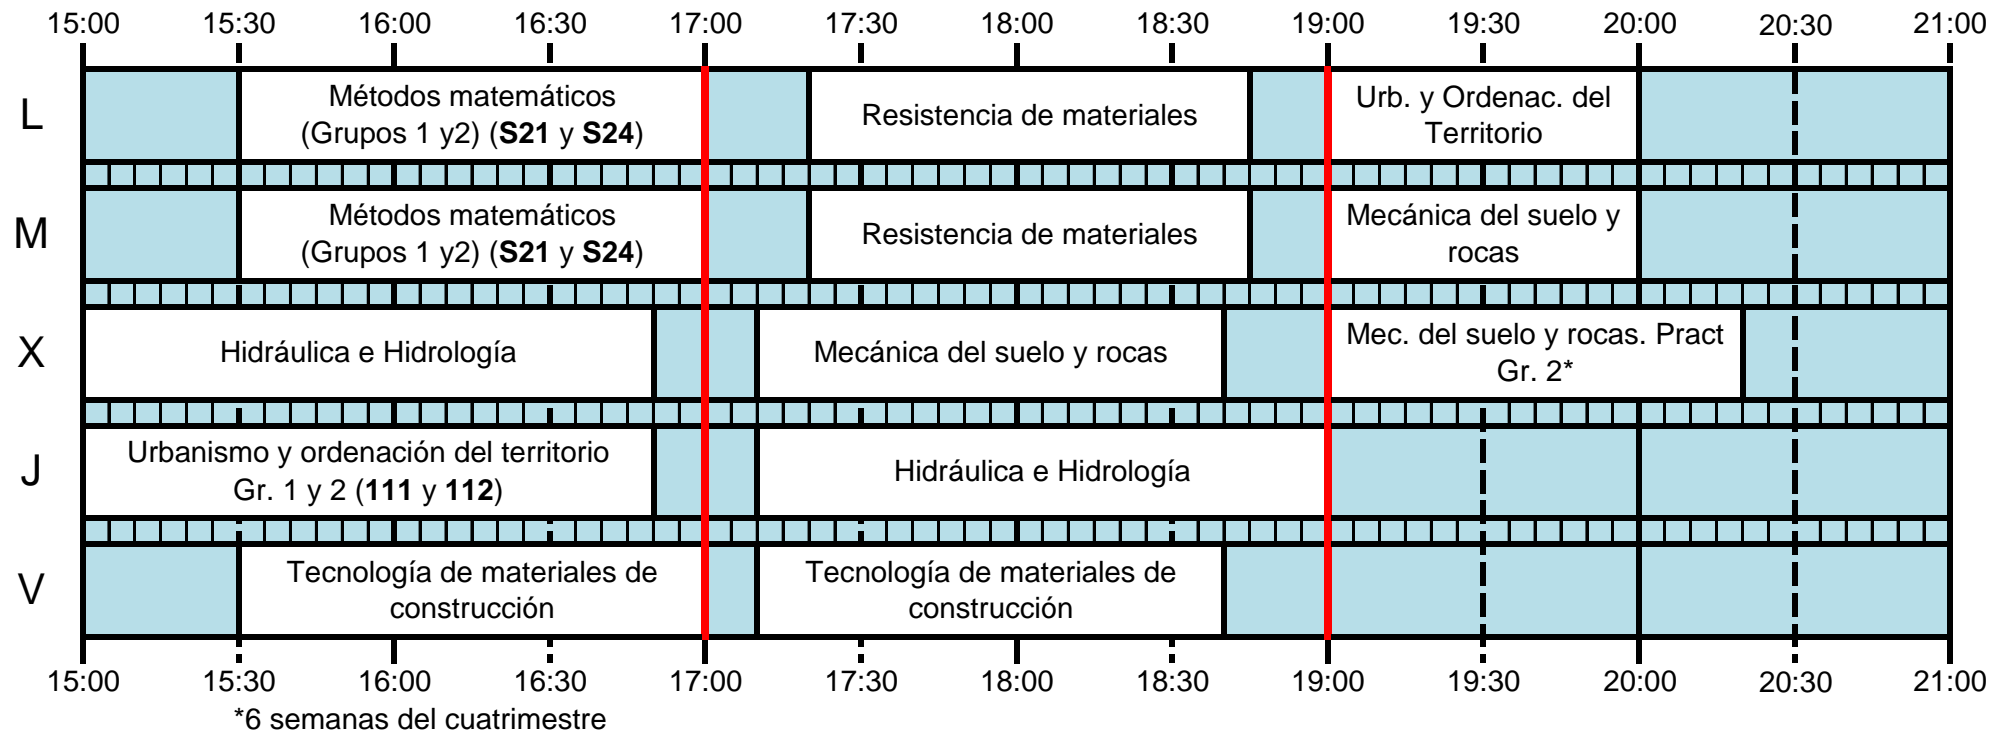 15:00 15:30 16:00 16:30 17:00 17:30 18:00 18:30 19:00 19:30 20:00 20:30 21:00
L
Métodos matemáticos
(Grupos 1 y2) (S21 y S24)
Resistencia de materiales
Urb. y Ordenac. del
Territorio
M
Métodos matemáticos
(Grupos 1 y2) (S21 y S24)
Resistencia de materiales
Mecánica del suelo y
rocas
X
Hidráulica e Hidrología
Mecánica del suelo y rocas
Mec. del suelo y rocas. Pract
Gr. 2*
J
Urbanismo y ordenación del territorio
Gr. 1 y 2 (111 y 112)
Hidráulica e Hidrología
V
Tecnología de materiales de
construcción
Tecnología de materiales de
construcción
15:00 15:30 16:00 16:30 17:00 17:30 18:00 18:30 19:00 19:30 20:00 20:30 21:00
*6 semanas del cuatrimestre